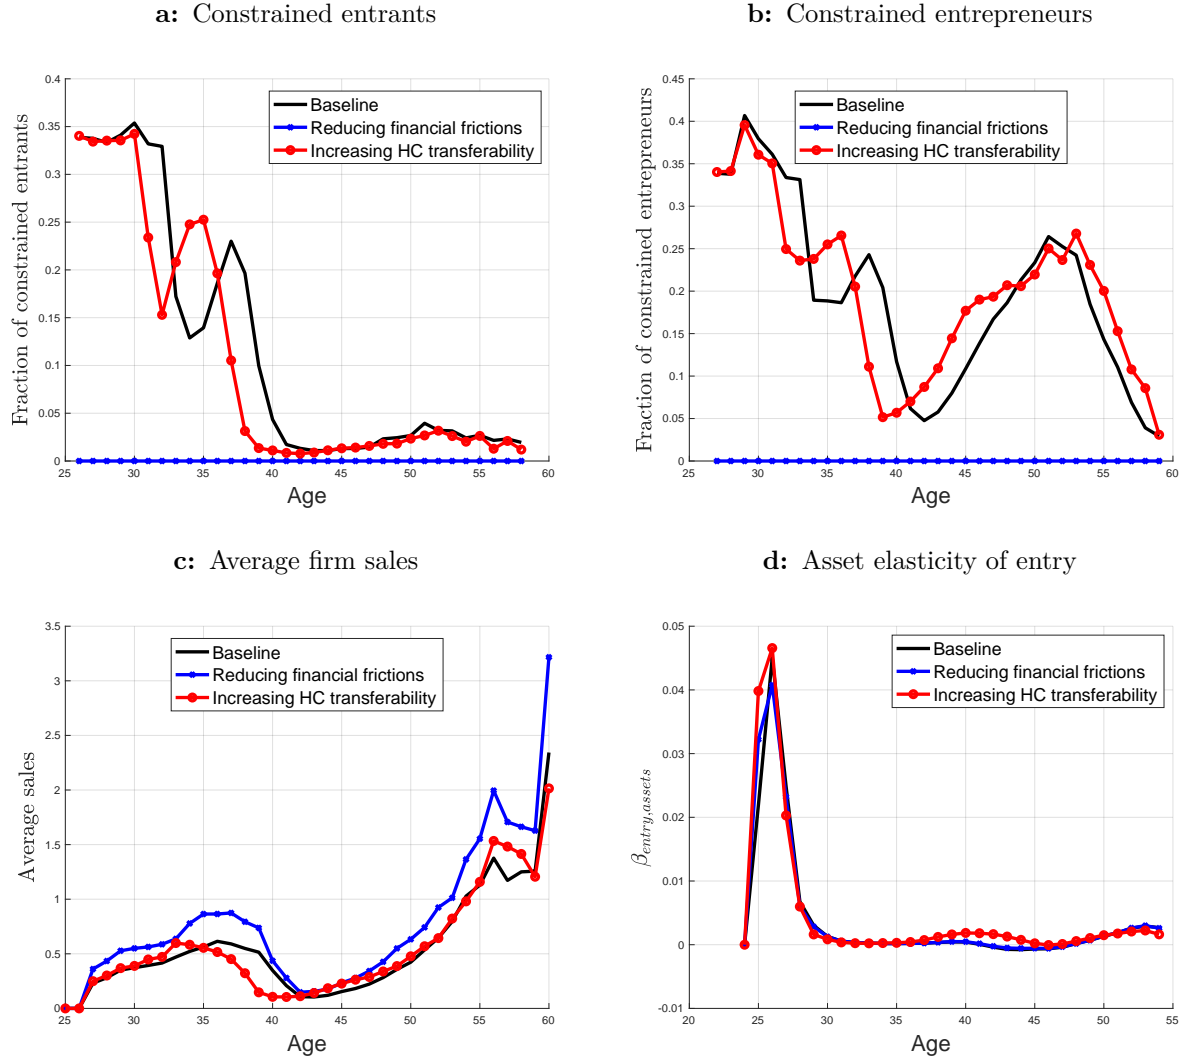 a: Constrained entrants
0.4
0.35
0.3
0.25
0.2
0.15
0.1
0.05
0
25 30 35 40 45 50 55 60
Fraction of constrained entrants
Age
Baseline
Reducing financial frictions
Increasing HC transferability
b: Constrained entrepreneurs
0.45
0.4
0.35
0.3
0.25
0.2
0.15
0.1
0.05
0
25 30 35 40 45 50 55 60
Fraction of constrained entrepreneurs
Age
Baseline
Reducing financial frictions
Increasing HC transferability
c: Average firm sales
3.5
3
2.5
2
1.5
1
0.5
0
25 30 35 40 45 50 55 60
Average sales
Age
Baseline
Reducing financial frictions
Increasing HC transferability
d: Asset elasticity of entry
0.05
0.04
0.03
0.02
0.01
0
-0.01
20 25 30 35 40 45 50 55
βentry,assets
Age
Baseline
Reducing financial frictions
Increasing HC transferability